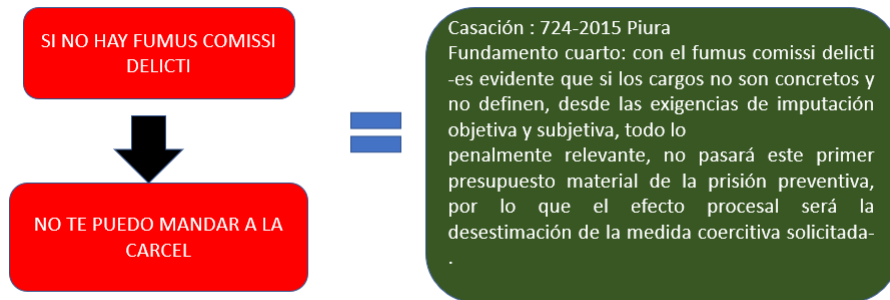 SI NO HAY FUMUS COMISSI
DELICTI
NO TE PUEDO MANDAR A LA
CARCEL
Casación : 724-2015 Piura
Fundamento cuarto: con el fumus comissi delicti
-es evidente que si los cargos no son concretos y
no definen, desde las exigencias de imputación
objetiva y subjetiva, todo lo
penalmente relevante, no pasará este primer
presupuesto material de la prisión preventiva,
por lo que el efecto procesal será la
desestimación de la medida coercitiva solicitada-
.